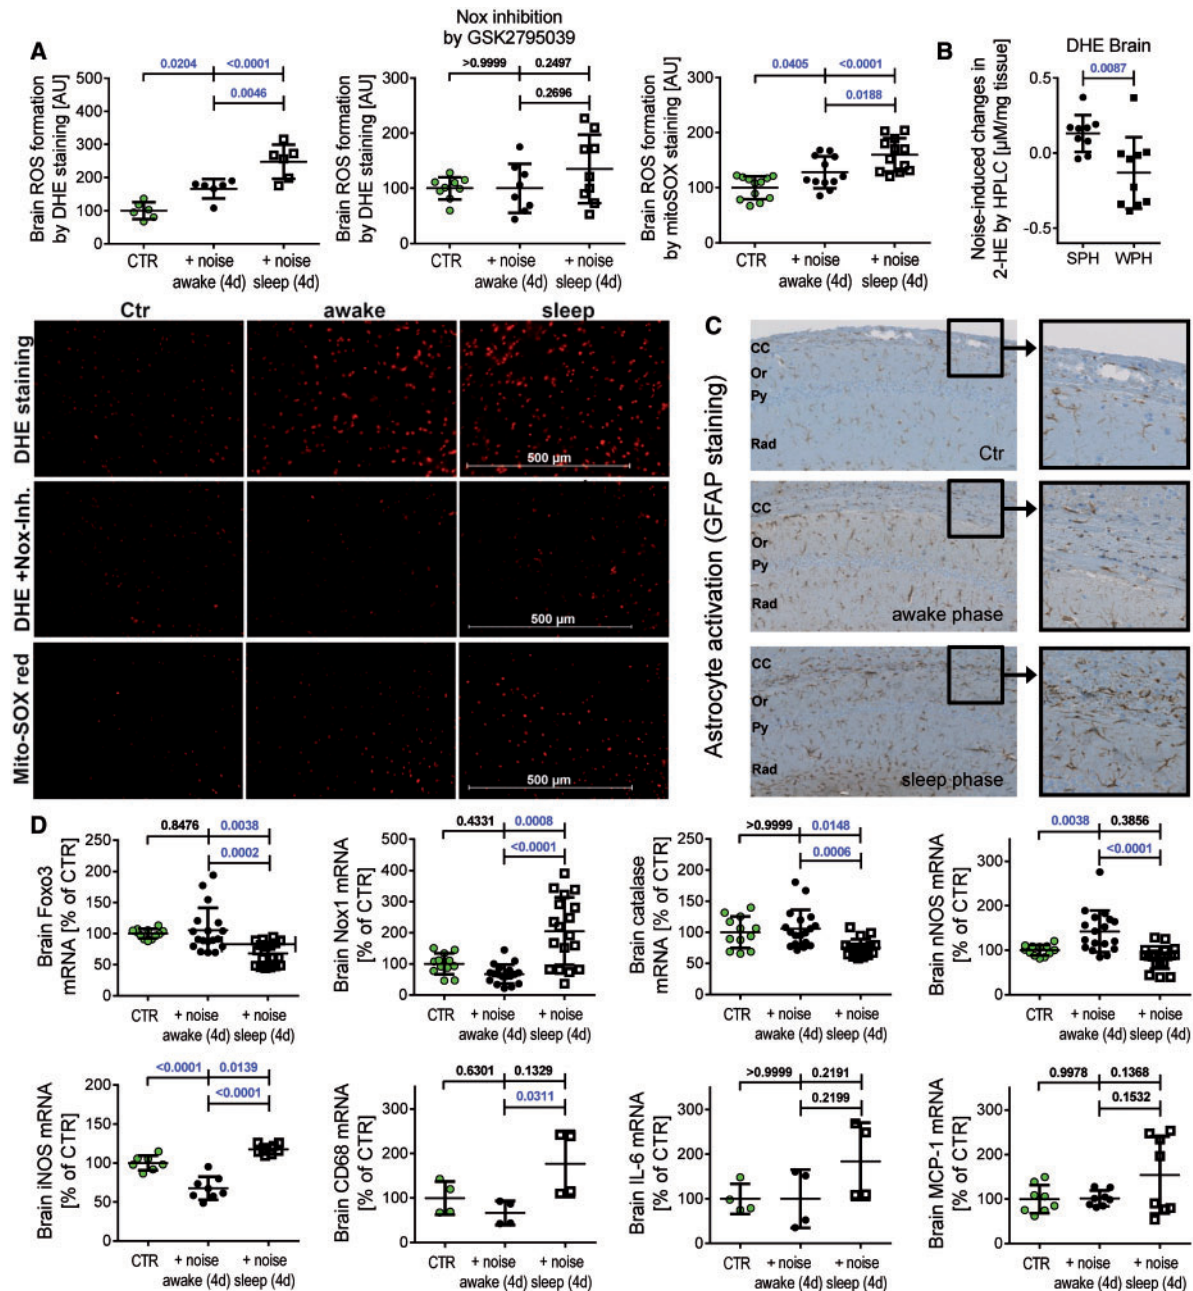 A
Nox inhibition
by GSK2795039
B
Brain ROS formation
by DHE staining [AU]
500
400
300
200
100
0
0.0204
<0.0001
0.0046
CTR
+ noise
awake (4d)
+ noise
sleep (4d)
Brain ROS formation
by DHE staining [AU]
300
200
100
0
>0.9999
0.2497
0.2696
CTR
+ noise
awake (4d)
+ noise
sleep (4d)
Brain ROS formation
by mitoSOX staining [AU]
300
200
100
0
0.0405
<0.0001
0.0188
CTR
+ noise
awake (4d)
+ noise
sleep (4d)
DHE Brain
Noise-induced changes in
2-HE by HPLC [µM/mg tissue]
0.5
0.0
-0.5
0.0087
SPH
WPH
Ctr
awake
sleep
DHE staining
500 µm
DHE +Nox-Inh.
500 µm
Mito-SOX red
500 µm
C
Astrocyte activation (GFAP staining)
CC
Or
Py
Rad
Ctr
CC
Or
Py
Rad
awake phase
CC
Or
Py
Rad
sleep phase
D
Brain Foxo3
mRNA [% of CTR]
250
200
150
100
50
0
0.8476
0.0038
0.0002
CTR
+ noise
awake (4d)
+ noise
sleep (4d)
Brain Nox1 mRNA
[% of CTR]
500
400
300
200
100
0
0.4331
0.0008
<0.0001
CTR
+ noise
awake (4d)
+ noise
sleep (4d)
Brain catalase
mRNA [% of CTR]
250
200
150
100
50
0
>0.9999
0.0148
0.0006
CTR
+ noise
awake (4d)
+ noise
sleep (4d)
Brain nNOS mRNA
[% of CTR]
300
200
100
0
0.0038
0.3856
<0.0001
CTR
+ noise
awake (4d)
+ noise
sleep (4d)
Brain iNOS mRNA
[% of CTR]
200
150
100
50
0
<0.0001
0.0139
<0.0001
CTR
+ noise
awake (4d)
+ noise
sleep (4d)
Brain CD68 mRNA
[% of CTR]
300
200
100
0
0.6301
0.1329
0.0311
CTR
+ noise
awake (4d)
+ noise
sleep (4d)
Brain IL-6 mRNA
[% of CTR]
300
200
100
0
>0.9999
0.2191
0.2199
CTR
+ noise
awake (4d)
+ noise
sleep (4d)
Brain MCP-1 mRNA
[% of CTR]
300
200
100
0
0.9978
0.1368
0.1532
CTR
+ noise
awake (4d)
+ noise
sleep (4d)